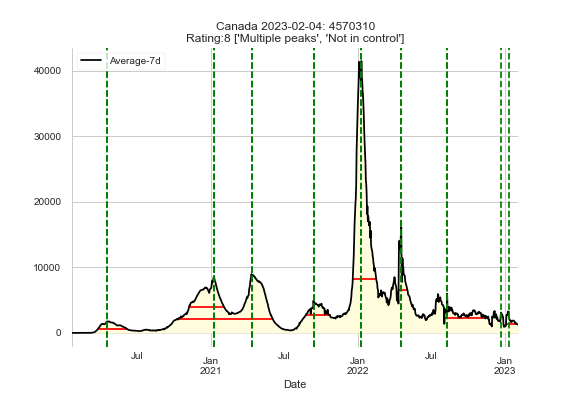 Canada 2023-02-04: 4570310
Rating:8 ['Multiple peaks', 'Not in control']
Average-7d
40000
30000
20000
10000
0
Jul
Jan
2021
Jul
Jan
2022
Jul
Jan
2023
Date